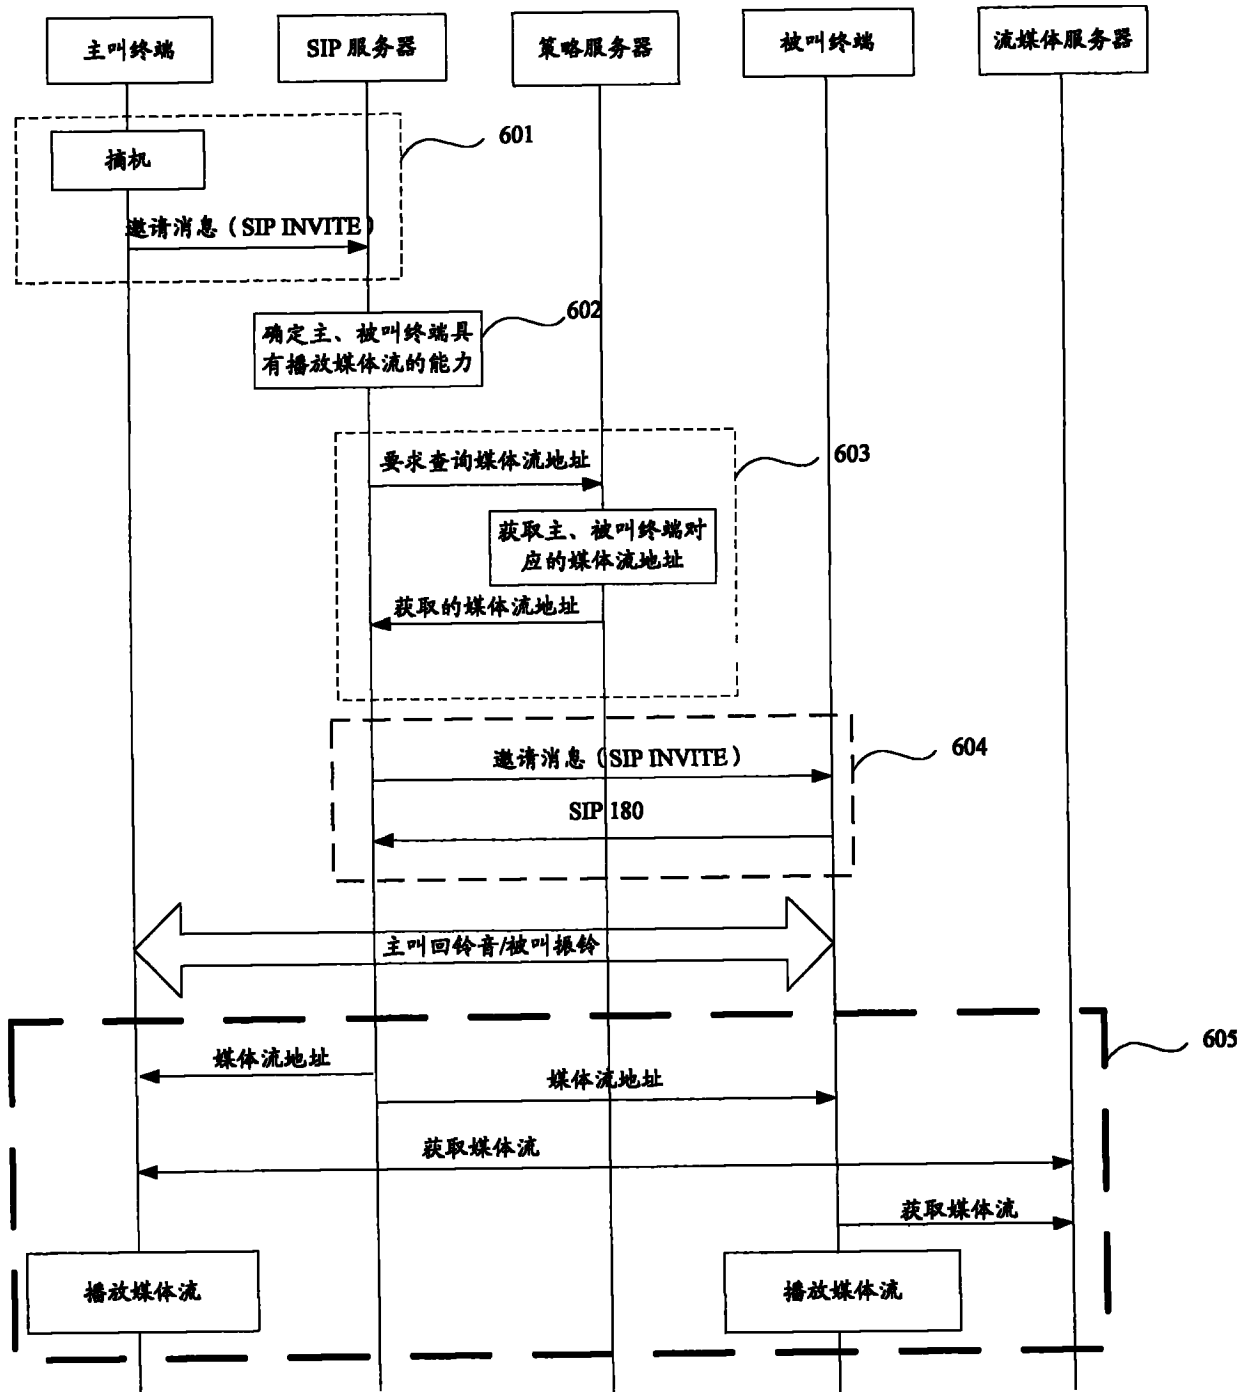 主叫终端
SIP 服务器
策略服务器
被叫终端
流媒体服务器
601
摘机
邀请消息（SIP INVITE）
602
确定主、被叫终端具
有播放媒体流的能力
603
要求查询媒体流地址
获取主、被叫终端对
应的媒体流地址
获取的媒体流地址
604
邀请消息（SIP INVITE）
SIP 180
主叫回铃音/被叫振铃
605
媒体流地址
媒体流地址
获取媒体流
获取媒体流
播放媒体流
播放媒体流